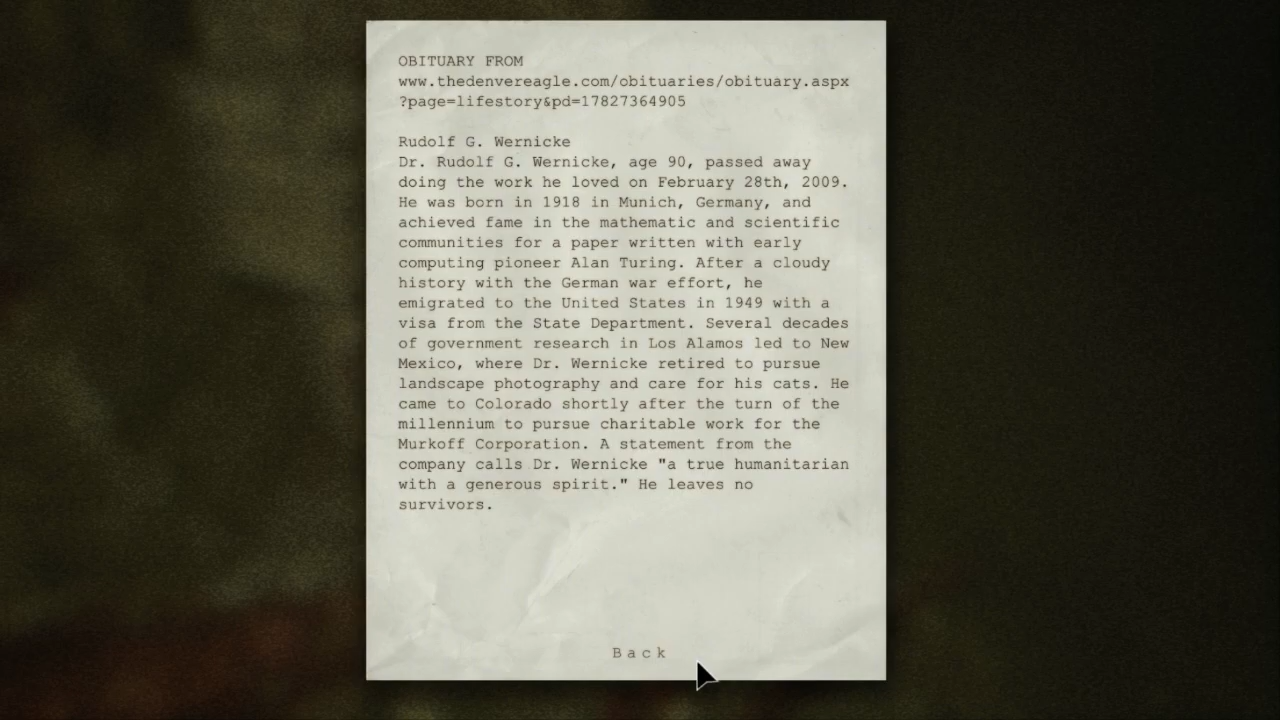 OBITUARY FROM
www.thedenvereagle.com/obituaries/obituary.aspx
?page=lifestory&pd=17827364905
Rudolf G. Wernicke
Dr. Rudolf G. Wernicke, age 90, passed away
doing the work he loved on February 28th, 2009.
He was born in 1918 in Munich, Germany, and
achieved fame in the mathematic and scientific
communities for a paper written with early
computing pioneer Alan Turing. After a cloudy
history with the German war effort, he
emigrated to the United States in 1949 with a
visa from the State Department. Several decades
of government research in Los Alamos led to New
Mexico, where Dr. Wernicke retired to pursue
landscape photography and care for his cats. He
came to Colorado shortly after the turn of the
millennium to pursue charitable work for the
Murkoff Corporation. A statement from the
company calls Dr. Wernicke "a true humanitarian
with a generous spirit." He leaves no
survivors.
Back